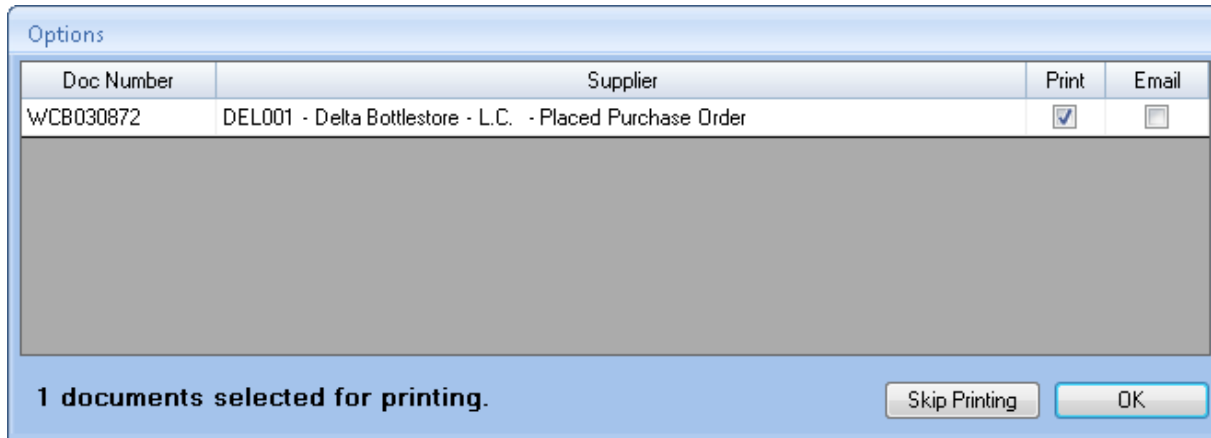 Options
Doc Number Supplier Print Email
WCB030872 DEL001 - Delta Bottlestore - L.C. - Placed Purchase Order
1 documents selected for printing.
Skip Printing OK